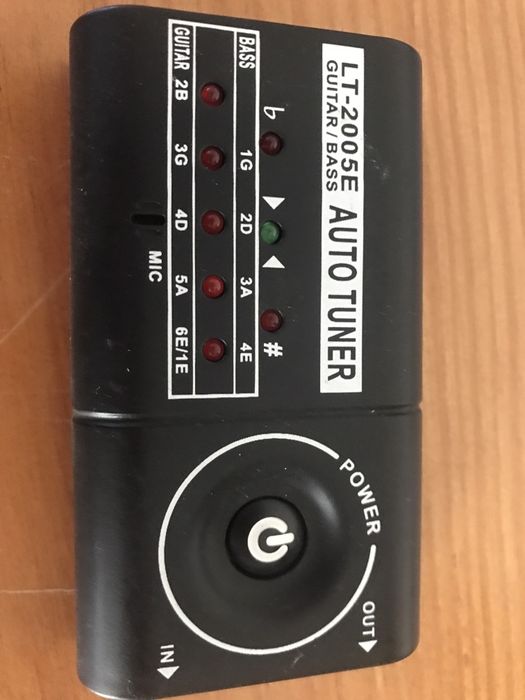 LT-2005E AUTO TUNER
GUITAR/BASS
♭ ▶ ◀ #
BASS 1G 2D 3A 4E
GUITAR 2B 3G 4D 5A 6E/1E
MIC
POWER
OUT▶
IN▶